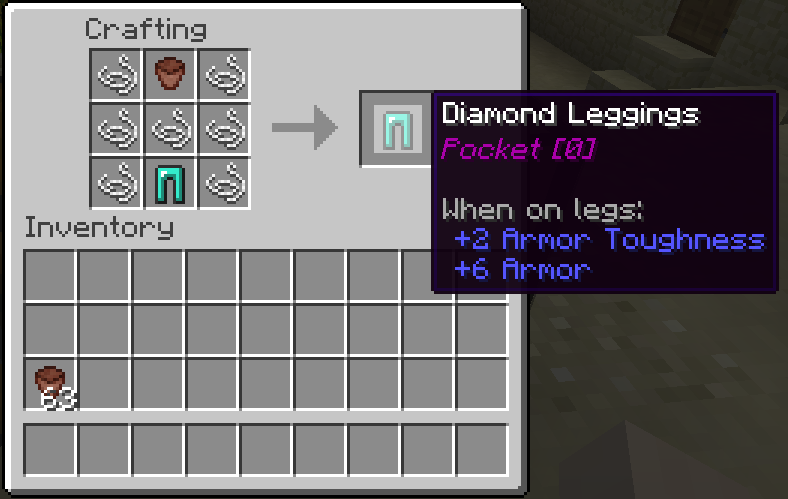 Crafting
Diamond Leggings
Pocket [0]
When on legs:
+2 Armor Toughness
+6 Armor
Inventory
63